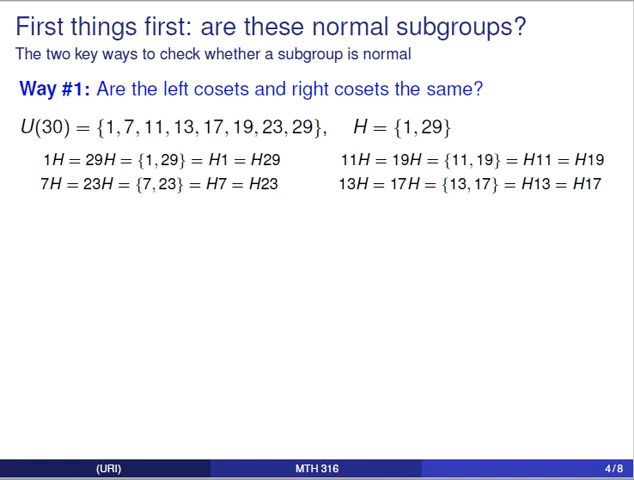 First things first: are these normal subgroups?
The two key ways to check whether a subgroup is normal
Way #1: Are the left cosets and right cosets the same?
U(30) = {1, 7, 11, 13, 17, 19, 23, 29}, H = {1, 29}
1H = 29H = {1, 29} = H1 = H29 11H = 19H = {11, 19} = H11 = H19
7H = 23H = {7, 23} = H7 = H23 13H = 17H = {13, 17} = H13 = H17
(URI) MTH 316 4 / 8